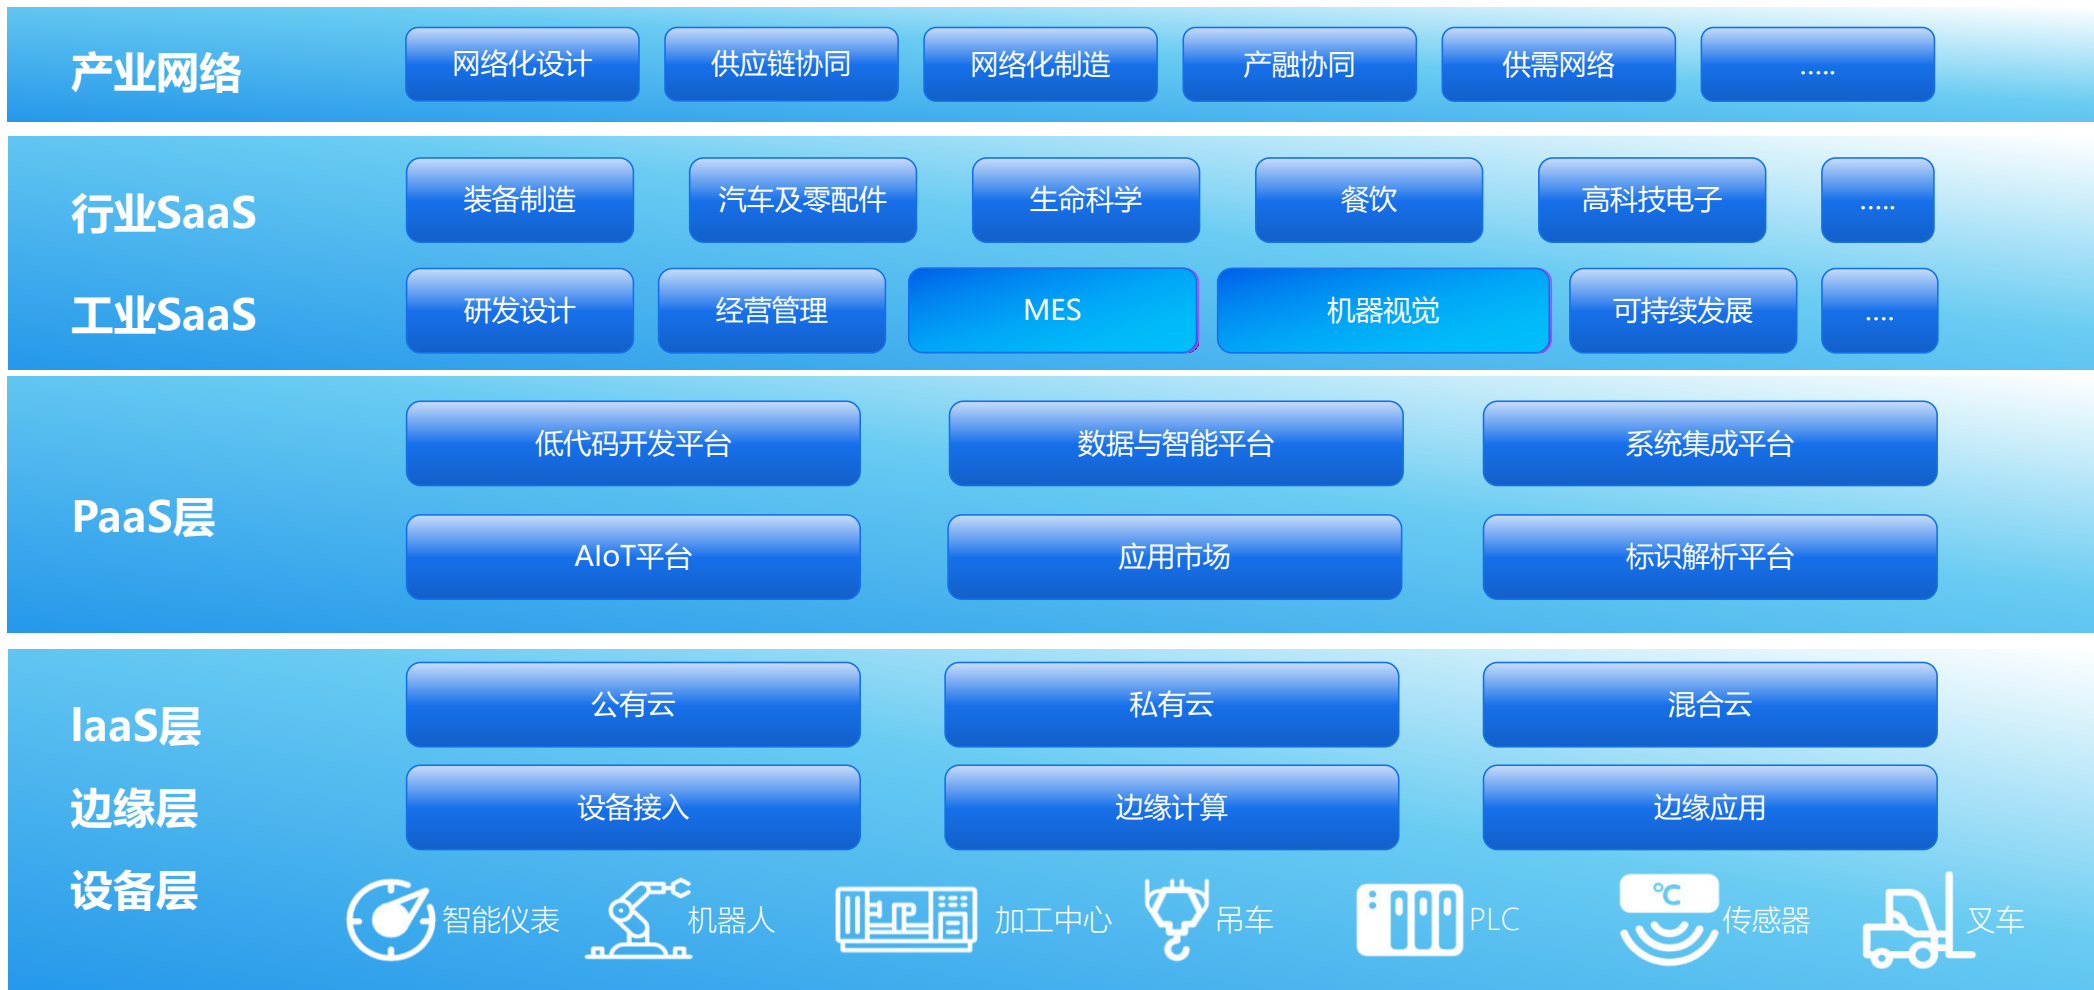 产业网络
网络化设计
供应链协同
网络化制造
产融协同
供需网络
.....
行业SaaS
装备制造
汽车及零配件
生命科学
餐饮
高科技电子
.....
工业SaaS
研发设计
经营管理
MES
机器视觉
可持续发展
....
PaaS层
低代码开发平台
数据与智能平台
系统集成平台
AIoT平台
应用市场
标识解析平台
IaaS层
公有云
私有云
混合云
边缘层
设备接入
边缘计算
边缘应用
设备层
智能仪表
机器人
加工中心
吊车
PLC
℃
传感器
叉车